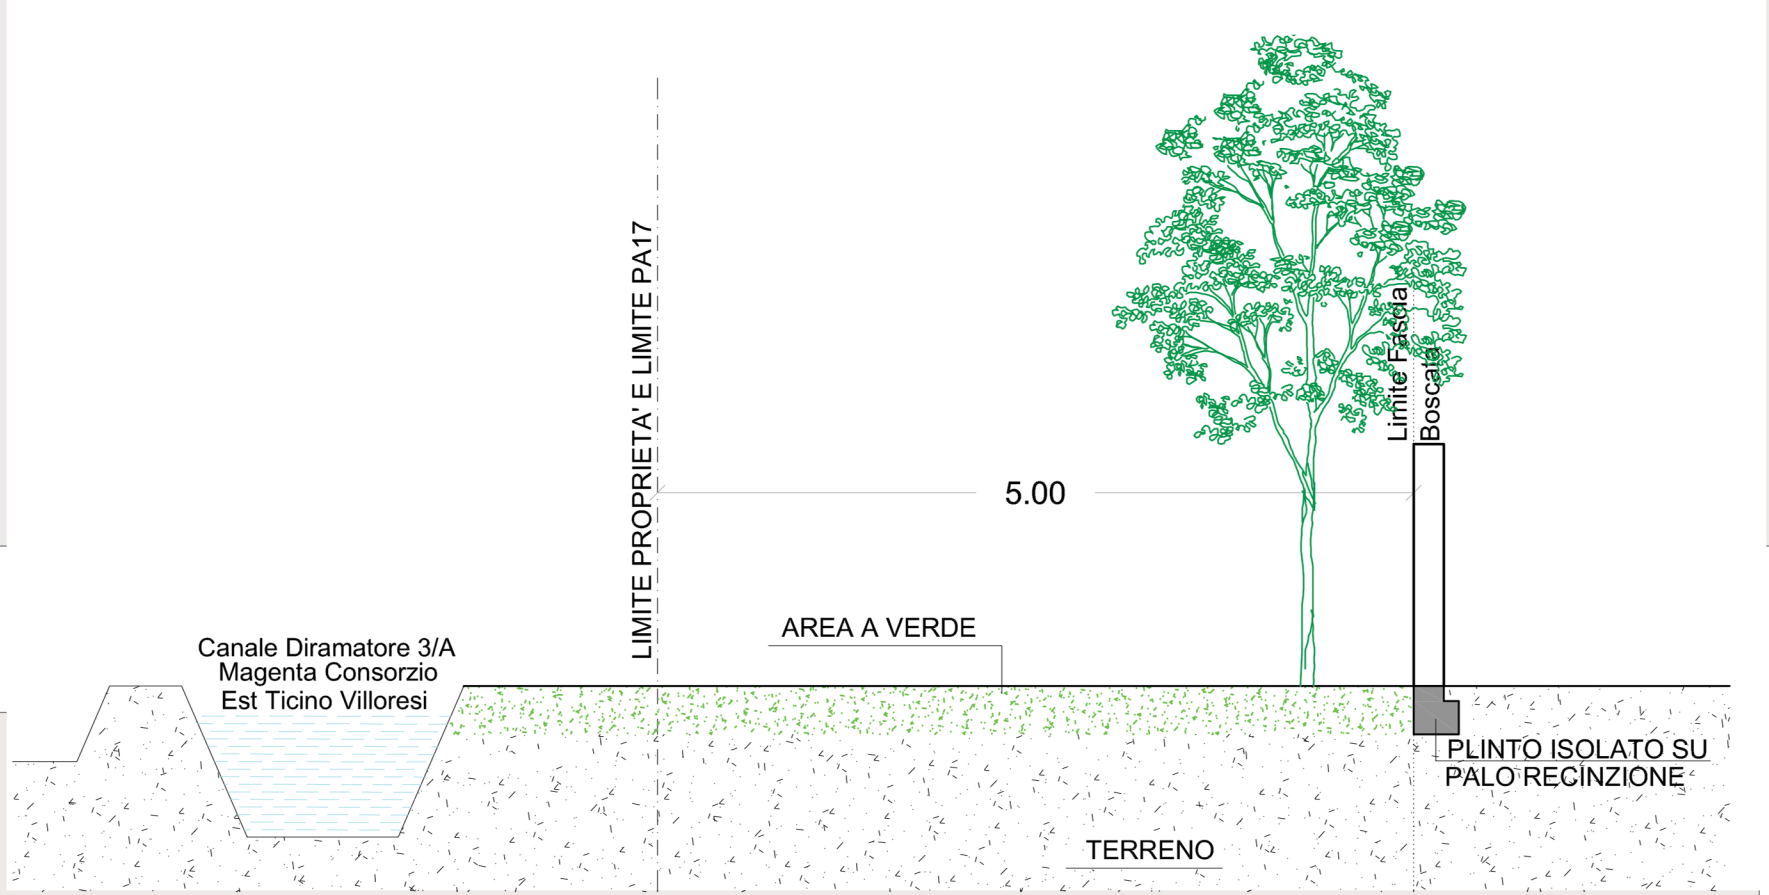 LIMITE PROPRIETA' E LIMITE PA17
Limite Fascia
Boscata
5.00
AREA A VERDE
Canale Diramatore 3/A
Magenta Consorzio
Est Ticino Villoresi
PLINTO ISOLATO SU
PALO RECINZIONE
TERRENO